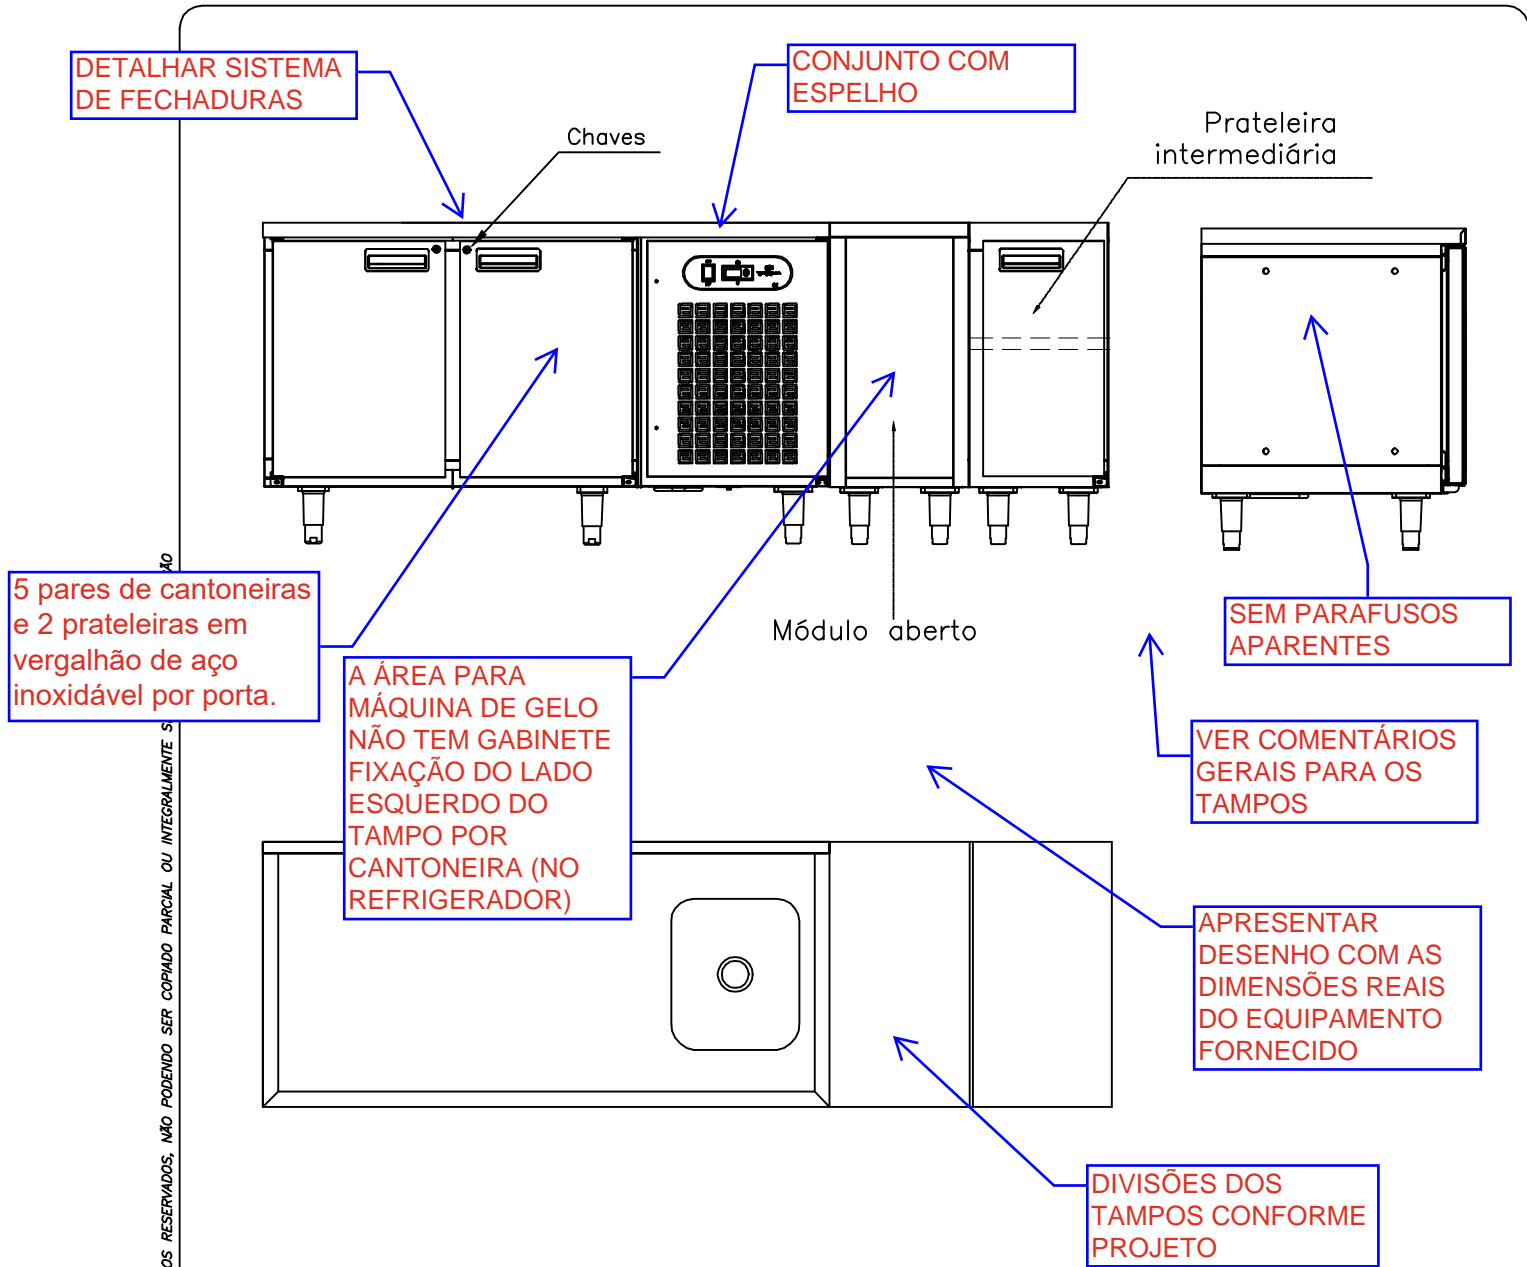 DETALHAR SISTEMA
DE FECHADURAS
CONJUNTO COM
ESPELHO
Chaves
Prateleira
intermediária
5 pares de cantoneiras
e 2 prateleiras em
vergalhão de aço
inoxidável por porta.
Módulo aberto
SEM PARAFUSOS
APARENTES
A ÁREA PARA
MÁQUINA DE GELO
NÃO TEM GABINETE
FIXAÇÃO DO LADO
ESQUERDO DO
TAMPO POR
CANTONEIRA (NO
REFRIGERADOR)
VER COMENTÁRIOS
GERAIS PARA OS
TAMPOS
APRESENTAR
DESENHO COM AS
DIMENSÕES REAIS
DO EQUIPAMENTO
FORNECIDO
DIVISÕES DOS
TAMPOS CONFORME
PROJETO
OS RESERVADOS, NÃO PODENDO SER COPIADO PARCIAL OU INTEGRALMENTE